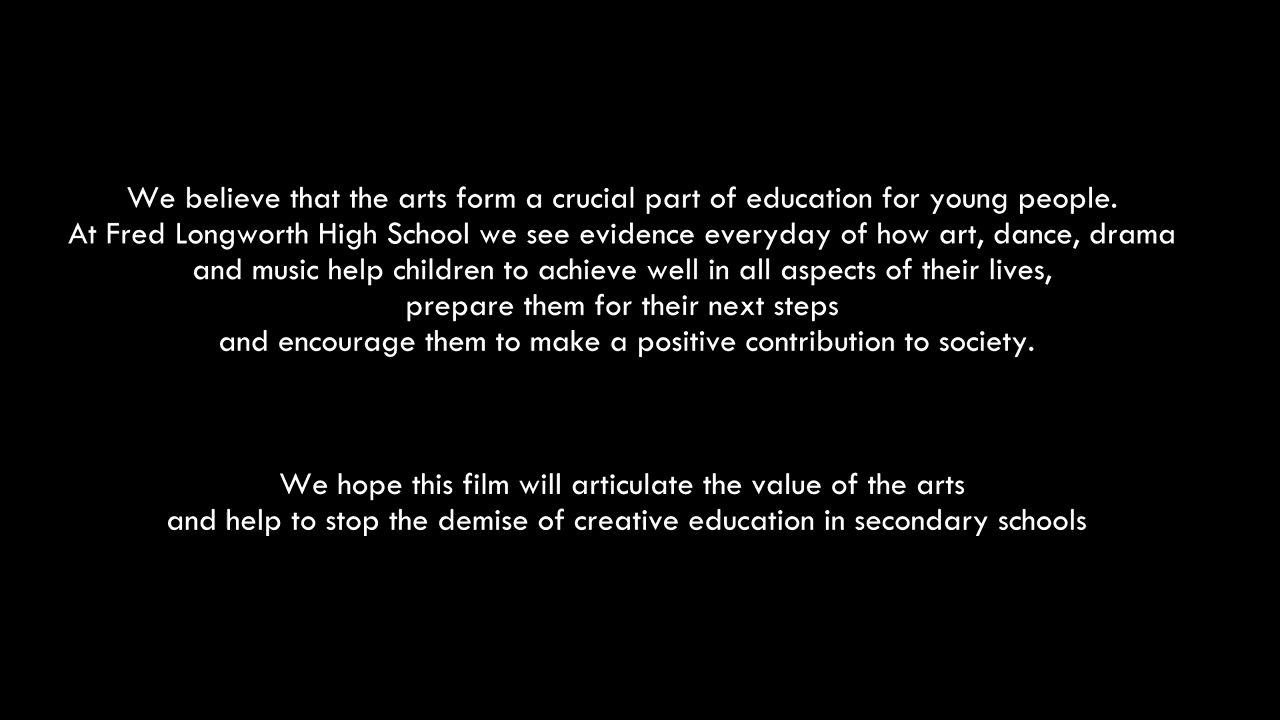 We believe that the arts form a crucial part of education for young people.
At Fred Longworth High School we see evidence everyday of how art, dance, drama
and music help children to achieve well in all aspects of their lives,
prepare them for their next steps
and encourage them to make a positive contribution to society.
We hope this film will articulate the value of the arts
and help to stop the demise of creative education in secondary schools